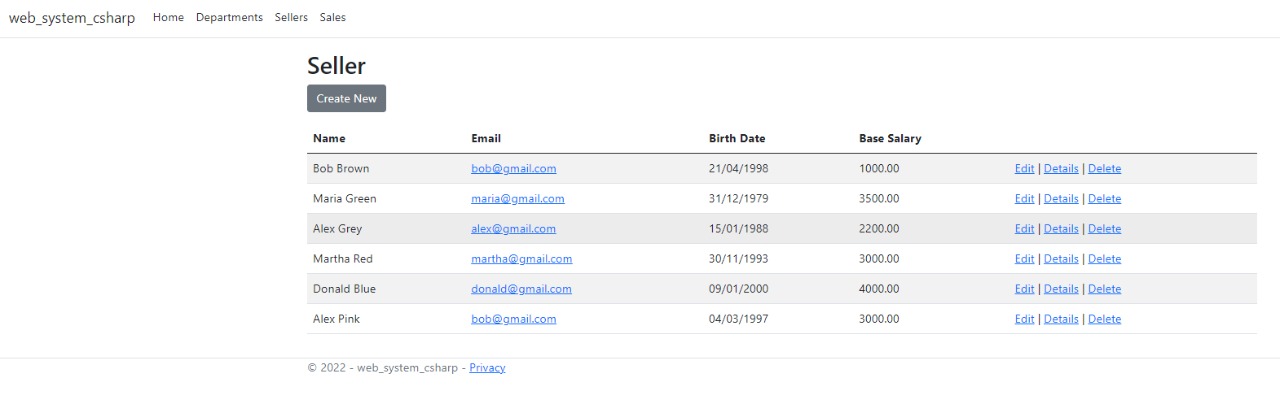 web_system_csharp Home Departments Sellers Sales
Seller
Create New
Name Email Birth Date Base Salary
Bob Brown bob@gmail.com 21/04/1998 1000.00 Edit | Details | Delete
Maria Green maria@gmail.com 31/12/1979 3500.00 Edit | Details | Delete
Alex Grey alex@gmail.com 15/01/1988 2200.00 Edit | Details | Delete
Martha Red martha@gmail.com 30/11/1993 3000.00 Edit | Details | Delete
Donald Blue donald@gmail.com 09/01/2000 4000.00 Edit | Details | Delete
Alex Pink bob@gmail.com 04/03/1997 3000.00 Edit | Details | Delete
© 2022 - web_system_csharp - Privacy